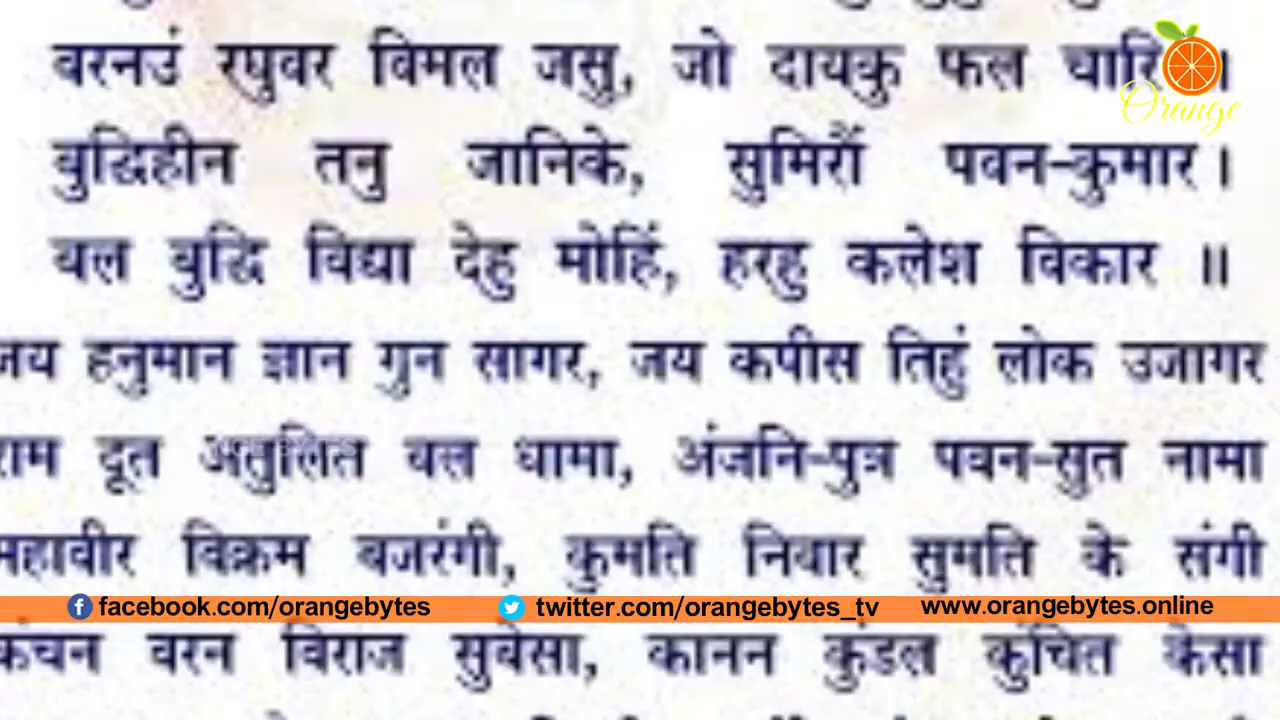 वरनउं रघुवर विमल जसु, जो दायकु फल चारि ।
Orange
बुद्धिहीन तनु जानिके, सुमिरौं पवन-कुमार ।
बल बुद्धि विद्या देहु मोहिं, हरहु कलेश विकार ॥
जय हनुमान ज्ञान गुन सागर, जय कपीस तिहुं लोक उजागर
राम दूत अतुलित बल धामा, अंजनि-पुत्र पवन-सुत नामा
महावीर विक्रम बजरंगी, कुमति निवार सुमति के संगी
facebook.com/orangebytes twitter.com/orangebytes_tv www.orangebytes.online
कंचन वरन विराज सुवेसा, कानन कुंडल कुंचित केसा